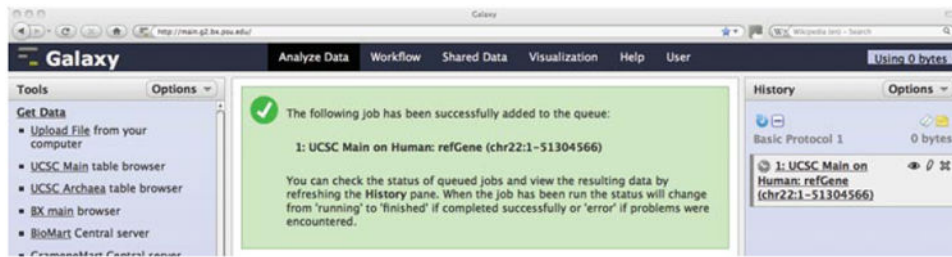 Galaxy
http://main.g2.bx.psu.edu/
Wikipedia (en) - Search
Galaxy
Analyze Data Workflow Shared Data Visualization Help User
Using 0 bytes
Tools Options
Get Data
Upload File from your
computer
UCSC Main table browser
UCSC Archaea table browser
BX main browser
BioMart Central server
GrameneMart Central server
The following job has been successfully added to the queue:
1: UCSC Main on Human: refGene (chr22:1-51304566)
You can check the status of queued jobs and view the resulting data by
refreshing the History pane. When the job has been run the status will change
from 'running' to 'finished' if completed successfully or 'error' if problems were
encountered.
History Options
Basic Protocol 1 0 bytes
1: UCSC Main on
Human: refGene
(chr22:1-51304566)